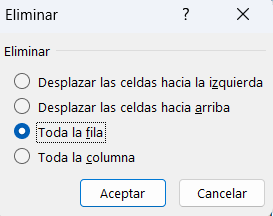 Eliminar ? ×
Eliminar
Desplazar las celdas hacia la izquierda
Desplazar las celdas hacia arriba
Toda la fila
Toda la columna
Aceptar Cancelar